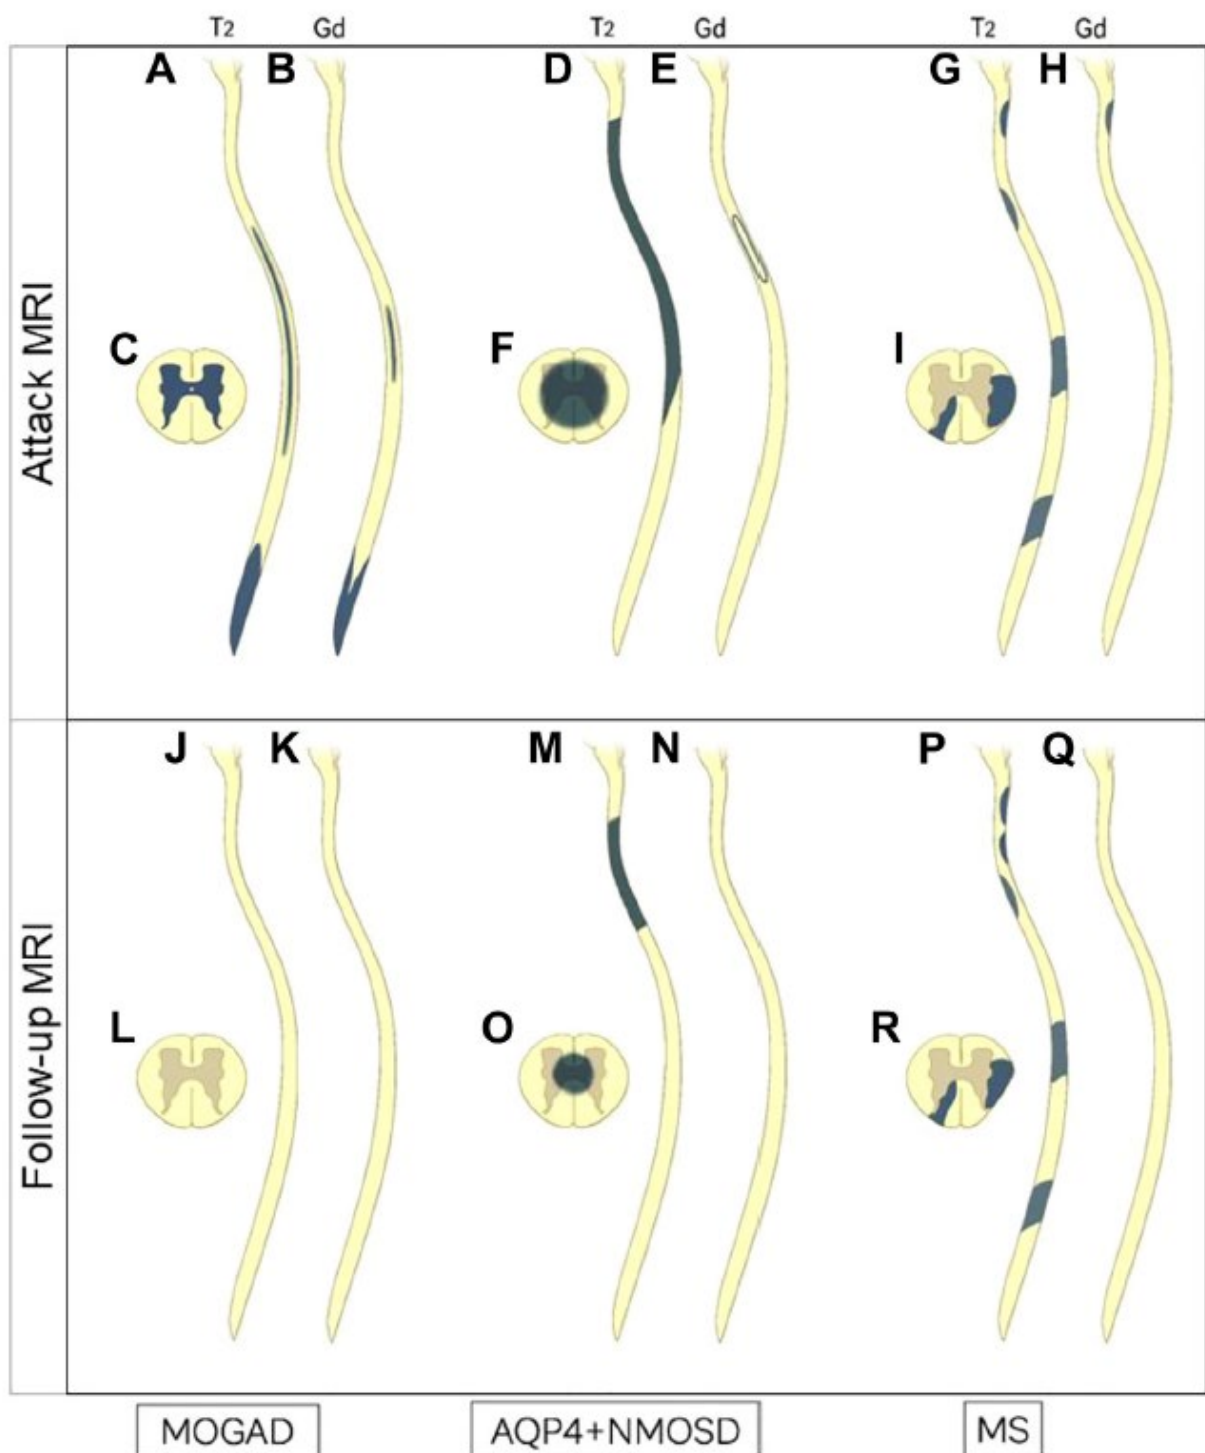 T2 Gd T2 Gd T2 Gd
A B D E G H
Attack MRI
C F I
J K M N P Q
Follow-up MRI
L O R
MOGAD AQP4+NMOSD MS